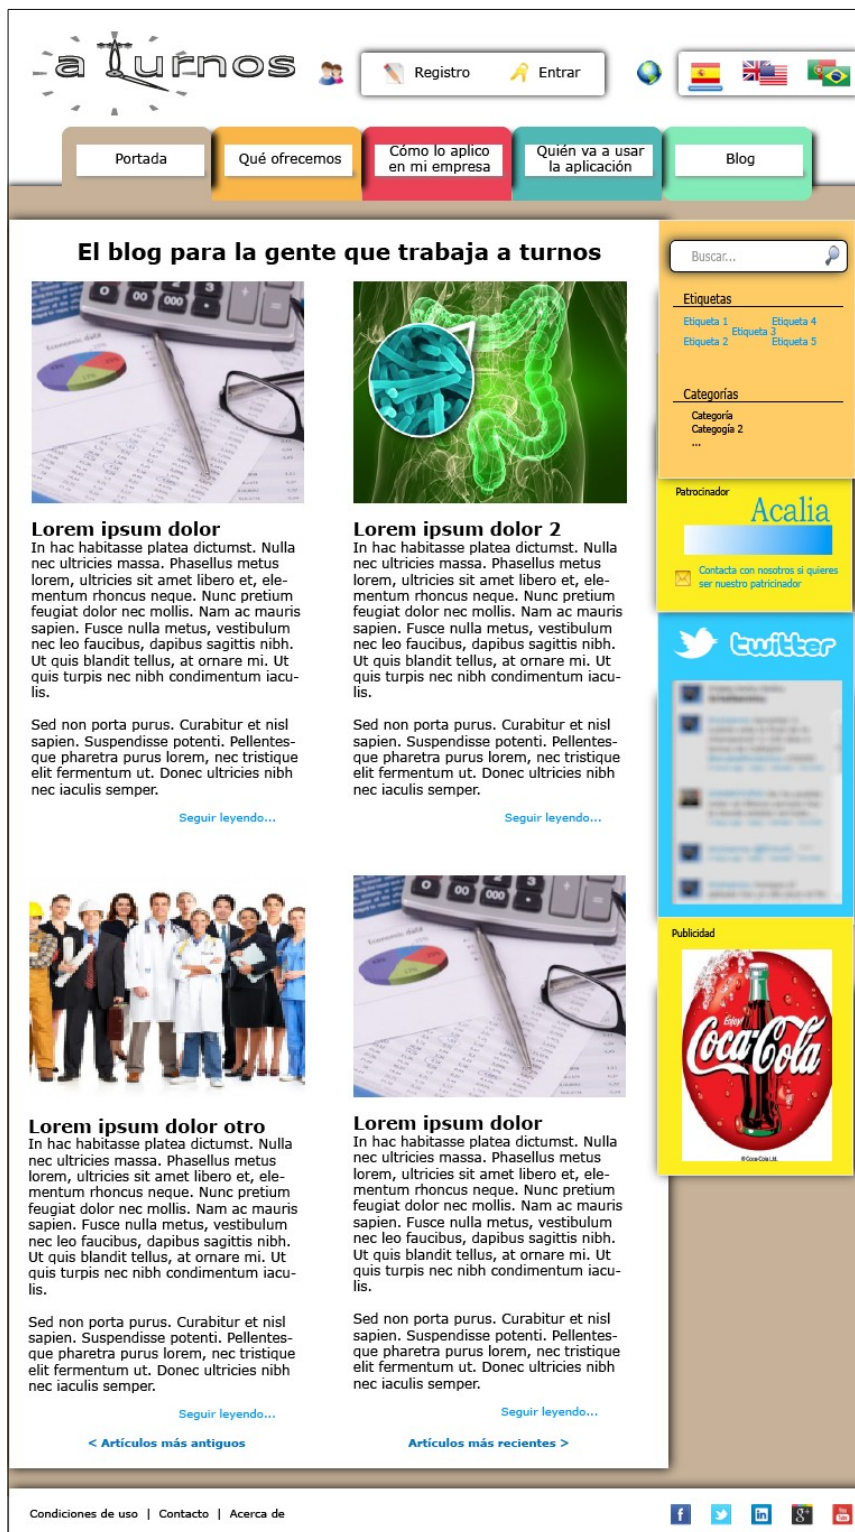 a turnos
Registro
Entrar
Portada
Qué ofrecemos
Cómo lo aplico
en mi empresa
Quién va a usar
la aplicación
Blog
El blog para la gente que trabaja a turnos
Economic data
Lorem ipsum dolor
In hac habitasse platea dictumst. Nulla
nec ultricies massa. Phasellus metus
lorem, ultricies sit amet libero et, ele-
mentum rhoncus neque. Nunc pretium
feugiat dolor nec mollis. Nam ac mauris
sapien. Fusce nulla metus, vestibulum
nec leo faucibus, dapibus sagittis nibh.
Ut quis blandit tellus, at ornare mi. Ut
quis turpis nec nibh condimentum iacu-
lis.
Sed non porta purus. Curabitur et nisl
sapien. Suspendisse potenti. Pellentes-
que pharetra purus lorem, nec tristique
elit fermentum ut. Donec ultricies nibh
nec iaculis semper.
Seguir leyendo...
Lorem ipsum dolor 2
In hac habitasse platea dictumst. Nulla
nec ultricies massa. Phasellus metus
lorem, ultricies sit amet libero et, ele-
mentum rhoncus neque. Nunc pretium
feugiat dolor nec mollis. Nam ac mauris
sapien. Fusce nulla metus, vestibulum
nec leo faucibus, dapibus sagittis nibh.
Ut quis blandit tellus, at ornare mi. Ut
quis turpis nec nibh condimentum iacu-
lis.
Sed non porta purus. Curabitur et nisl
sapien. Suspendisse potenti. Pellentes-
que pharetra purus lorem, nec tristique
elit fermentum ut. Donec ultricies nibh
nec iaculis semper.
Seguir leyendo...
Lorem ipsum dolor otro
In hac habitasse platea dictumst. Nulla
nec ultricies massa. Phasellus metus
lorem, ultricies sit amet libero et, ele-
mentum rhoncus neque. Nunc pretium
feugiat dolor nec mollis. Nam ac mauris
sapien. Fusce nulla metus, vestibulum
nec leo faucibus, dapibus sagittis nibh.
Ut quis blandit tellus, at ornare mi. Ut
quis turpis nec nibh condimentum iacu-
lis.
Sed non porta purus. Curabitur et nisl
sapien. Suspendisse potenti. Pellentes-
que pharetra purus lorem, nec tristique
elit fermentum ut. Donec ultricies nibh
nec iaculis semper.
Seguir leyendo...
Economic data
Lorem ipsum dolor
In hac habitasse platea dictumst. Nulla
nec ultricies massa. Phasellus metus
lorem, ultricies sit amet libero et, ele-
mentum rhoncus neque. Nunc pretium
feugiat dolor nec mollis. Nam ac mauris
sapien. Fusce nulla metus, vestibulum
nec leo faucibus, dapibus sagittis nibh.
Ut quis blandit tellus, at ornare mi. Ut
quis turpis nec nibh condimentum iacu-
lis.
Sed non porta purus. Curabitur et nisl
sapien. Suspendisse potenti. Pellentes-
que pharetra purus lorem, nec tristique
elit fermentum ut. Donec ultricies nibh
nec iaculis semper.
Seguir leyendo...
< Artículos más antiguos
Artículos más recientes >
Buscar...
Etiquetas
Etiqueta 1
Etiqueta 4
Etiqueta 3
Etiqueta 2
Etiqueta 5
Categorías
Categoría
Categogía 2
...
Patrocinador
Acalia
Contacta con nosotros si quieres
ser nuestro patricinador
twitter
Publicidad
Enjoy!
Coca-Cola
© Coca-Cola Ltd.
Condiciones de uso | Contacto | Acerca de
f
in
g+
You
Tube